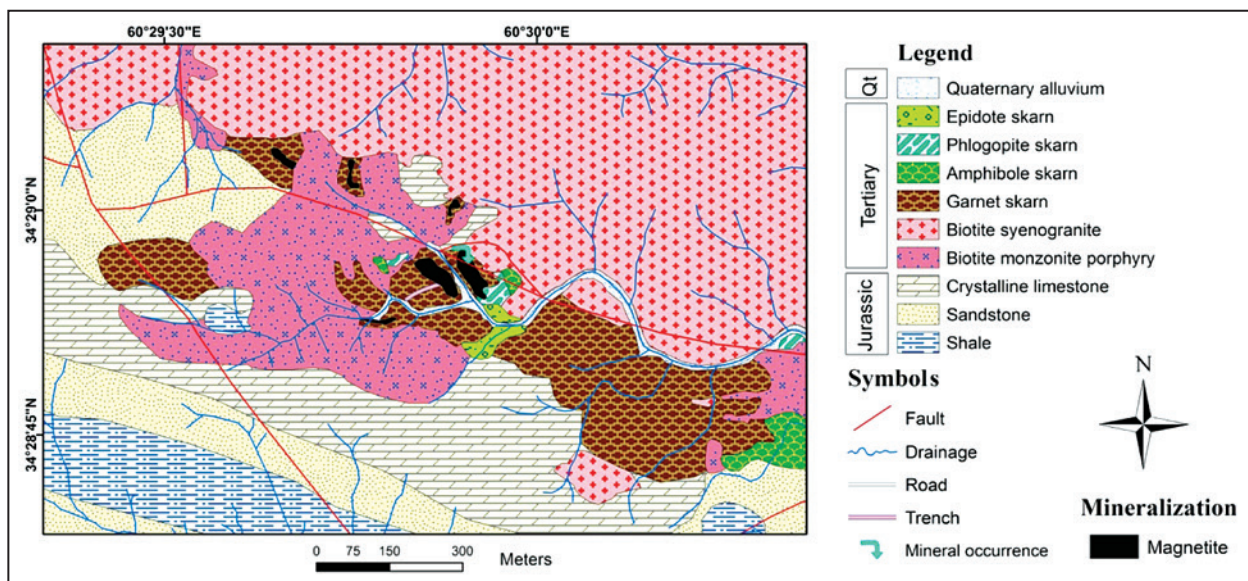 60°29'30"E
60°30'0"E
34°29'0"N
34°28'45"N
0 75 150 300
Meters
Legend
Qt
Tertiary
Jurassic
Quaternary alluvium
Epidote skarn
Phlogopite skarn
Amphibole skarn
Garnet skarn
Biotite syenogranite
Biotite monzonite porphyry
Crystalline limestone
Sandstone
Shale
Symbols
Fault
Drainage
Road
Trench
Mineral occurrence
N
Mineralization
Magnetite